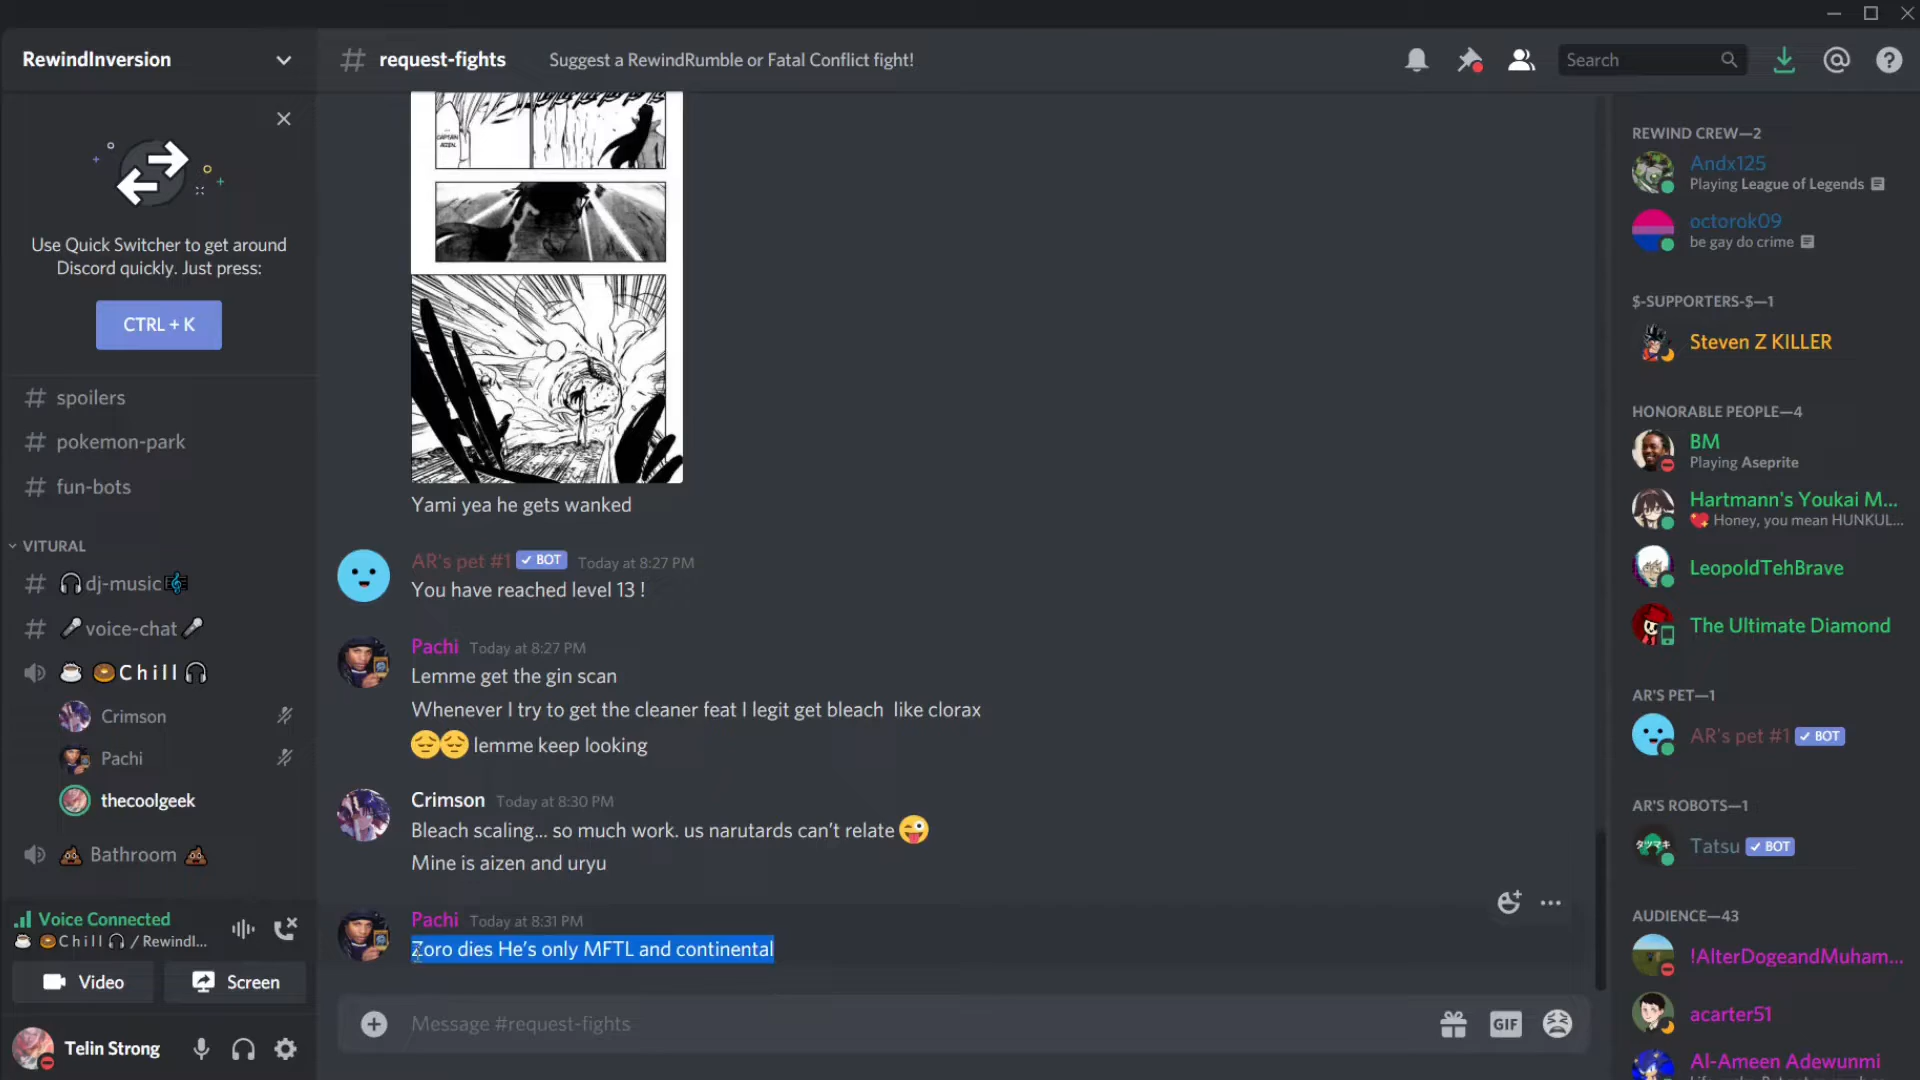 RewindInversion
request-fights
Suggest a RewindRumble or Fatal Conflict fight!
Search
Use Quick Switcher to get around
Discord quickly. Just press:
CTRL + K
spoilers
pokemon-park
fun-bots
VITURAL
dj-music
voice-chat
Chill
Crimson
Pachi
thecoolgeek
Bathroom
Voice Connected
Chill / RewindI...
Video
Screen
Telin Strong
CAPTAIN
AIZEN.
Yami yea he gets wanked
AR's pet #1 BOT Today at 8:27 PM
You have reached level 13 !
Pachi Today at 8:27 PM
Lemme get the gin scan
Whenever I try to get the cleaner feat I legit get bleach like clorax
lemme keep looking
Crimson Today at 8:30 PM
Bleach scaling... so much work. us narutards can't relate
Mine is aizen and uryu
Pachi Today at 8:31 PM
Zoro dies He's only MFTL and continental
Message #request-fights
GIF
REWIND CREW—2
Andx125
Playing League of Legends
octorok09
be gay do crime
$-SUPPORTERS-$—1
Steven Z KILLER
HONORABLE PEOPLE—4
BM
Playing Aseprite
Hartmann's Youkai M...
Honey, you mean HUNKUL...
LeopoldTehBrave
The Ultimate Diamond
AR'S PET—1
AR's pet #1 BOT
AR'S ROBOTS—1
タツマキ
Tatsu BOT
AUDIENCE—43
!AlterDogeandMuham...
acarter51
Al-Ameen Adewunmi